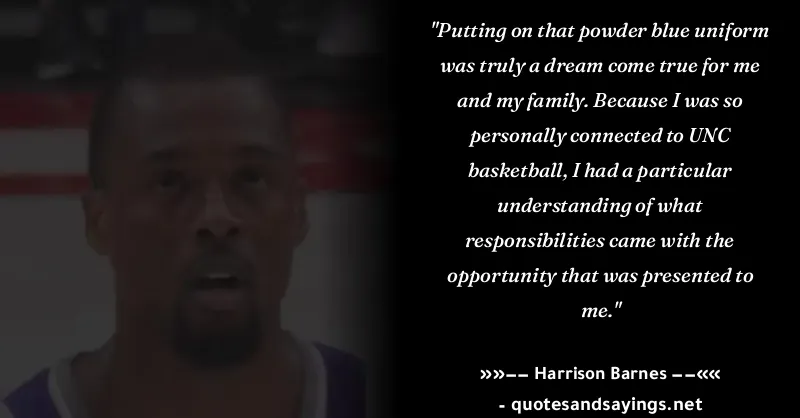 "Putting on that powder blue uniform
was truly a dream come true for me
and my family. Because I was so
personally connected to UNC
basketball, I had a particular
understanding of what
responsibilities came with the
opportunity that was presented to
me."
»»−− Harrison Barnes −−««
- quotesandsayings.net